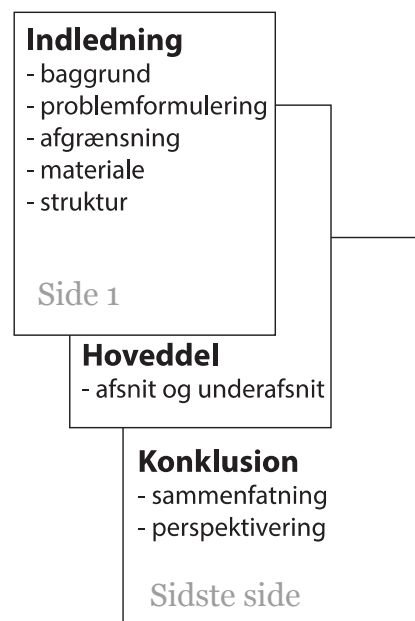 Indledning
- baggrund
- problemformulering
- afgrænsning
- materiale
- struktur
Side 1
Hoveddel
- afsnit og underafsnit
Konklusion
- sammenfatning
- perspektivering
Sidste side